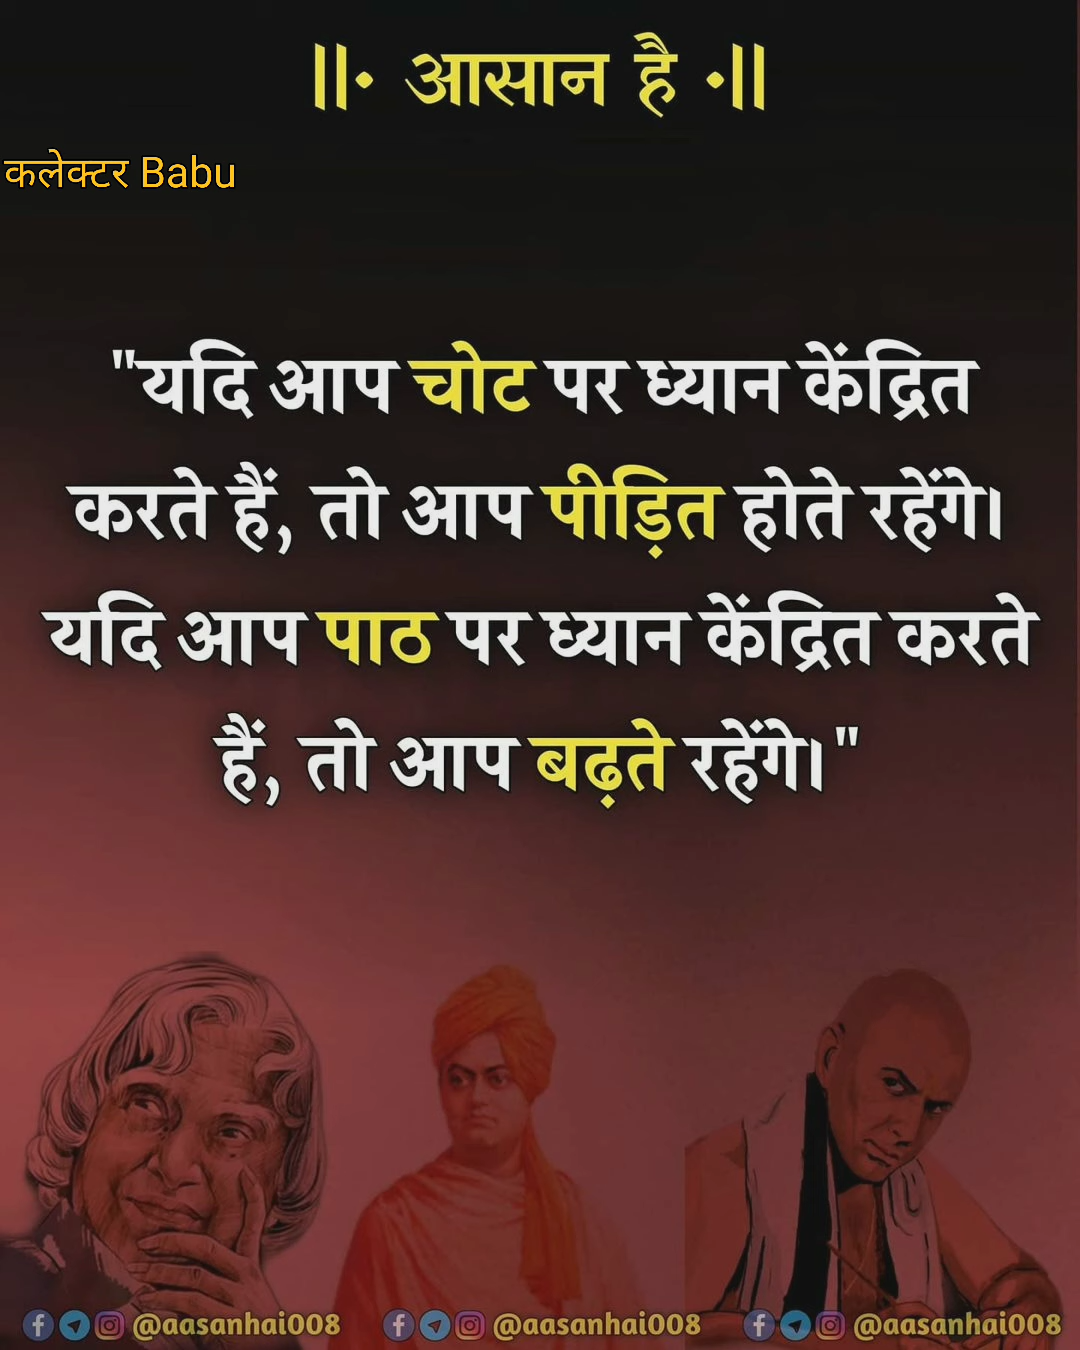 ||• आसान है •||
कलेक्टर Babu
"यदि आप चोट पर ध्यान केंद्रित
करते हैं, तो आप पीड़ित होते रहेंगे।
यदि आप पाठ पर ध्यान केंद्रित करते
हैं, तो आप बढ़ते रहेंगे।"
@aasanhai008 @aasanhai008 @aasanhai008